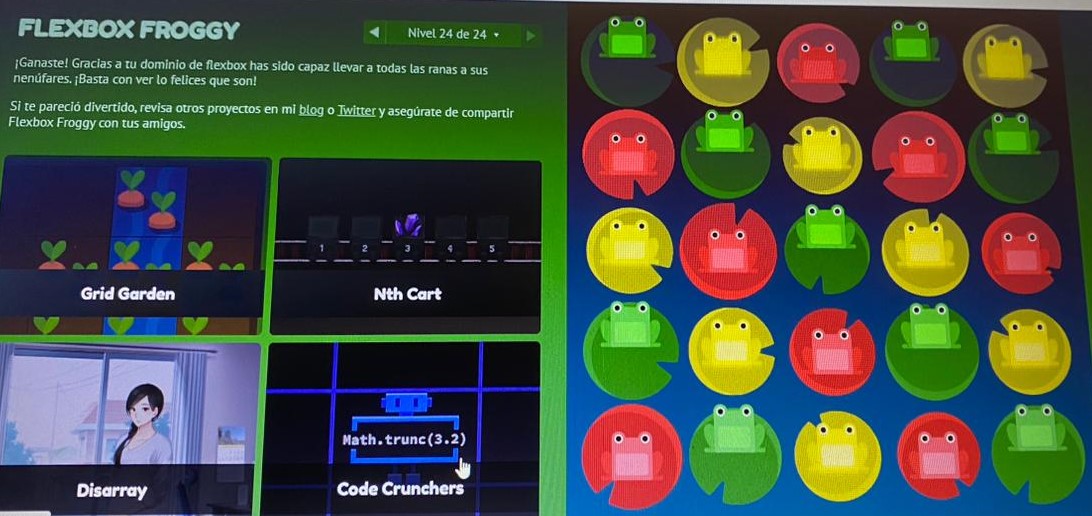 FLEXBOX FROGGY
◀ Nivel 24 de 24 ▾ ▶
¡Ganaste! Gracias a tu dominio de flexbox has sido capaz llevar a todas las ranas a sus
nenúfares. ¡Basta con ver lo felices que son!
Si te pareció divertido, revisa otros proyectos en mi blog o Twitter y asegúrate de compartir
Flexbox Froggy con tus amigos.
1 2 3 4 5
Grid Garden
Nth Cart
Math.trunc(3.2)
Disarray
Code Crunchers